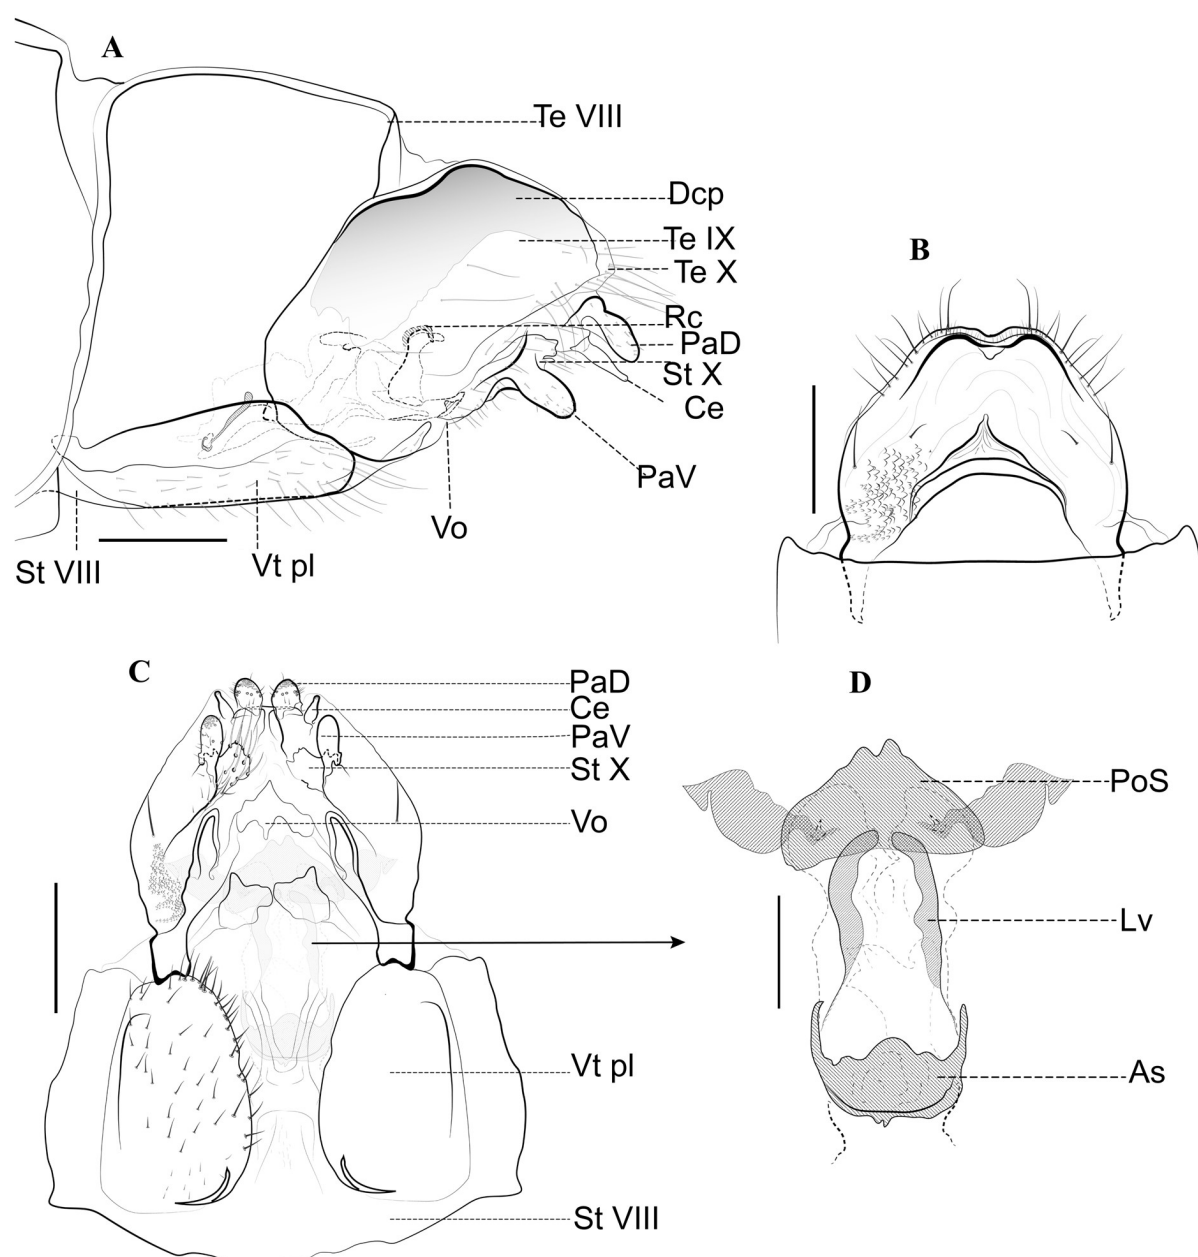 A
Te VIII
Dcp
Te IX
Te X
Rc
PaD
St X
Ce
PaV
Vo
St VIII
Vt pl
B
C
PaD
Ce
PaV
St X
Vo
Vt pl
St VIII
D
PoS
Lv
As